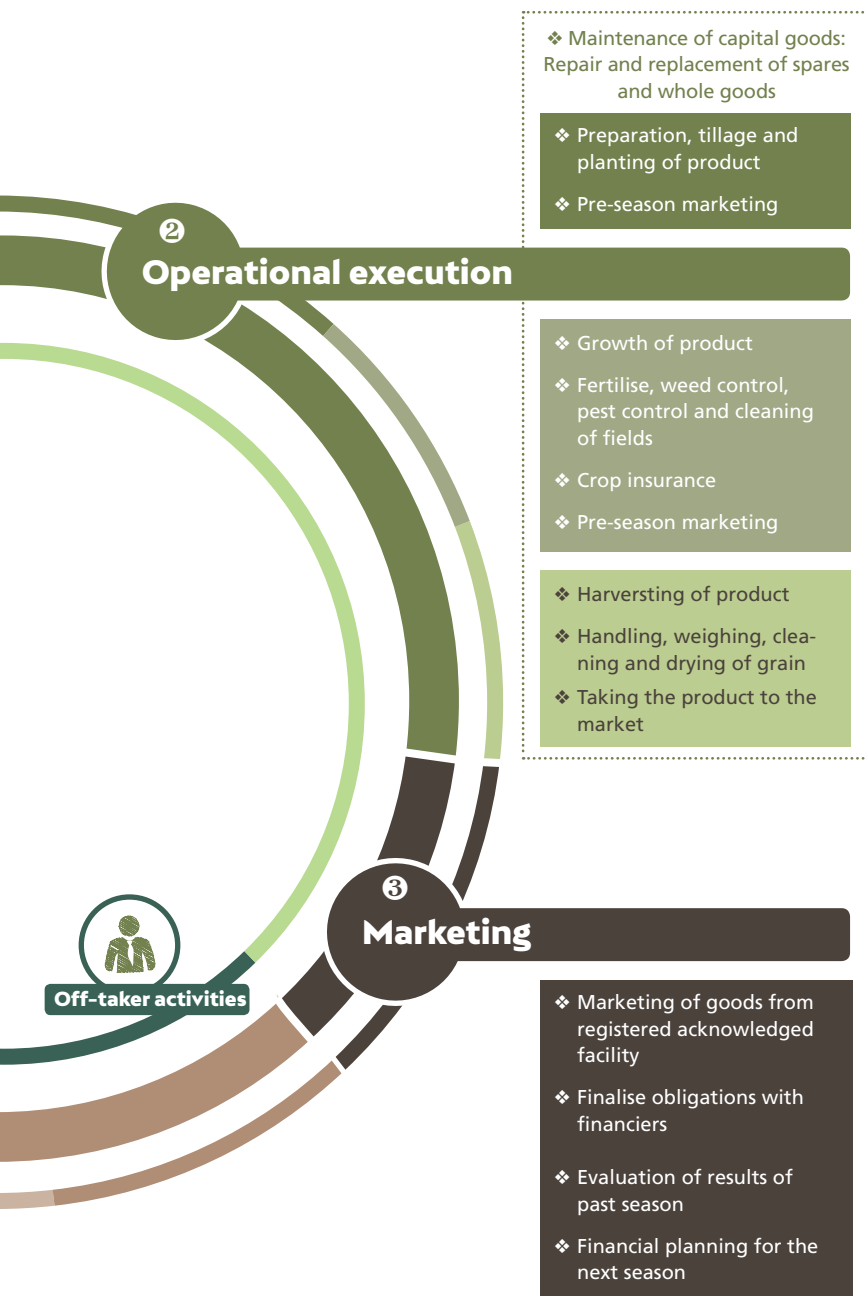 ❖ Maintenance of capital goods:
Repair and replacement of spares
and whole goods
❖ Preparation, tillage and
planting of product
❖ Pre-season marketing
❷
Operational execution
❖ Growth of product
❖ Fertilise, weed control,
pest control and cleaning
of fields
❖ Crop insurance
❖ Pre-season marketing
❖ Harversting of product
❖ Handling, weighing, clea-
ning and drying of grain
❖ Taking the product to the
market
❸
Marketing
Off-taker activities
❖ Marketing of goods from
registered acknowledged
facility
❖ Finalise obligations with
financiers
❖ Evaluation of results of
past season
❖ Financial planning for the
next season